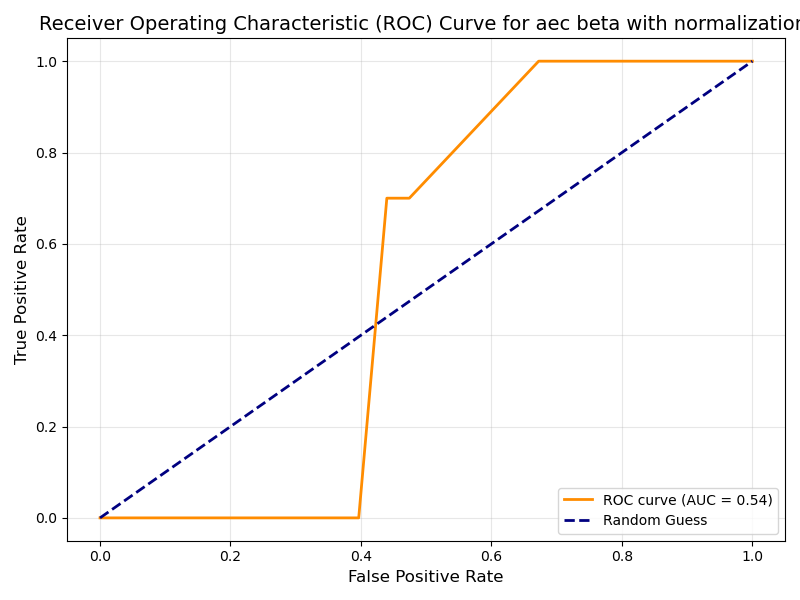 Receiver Operating Characteristic (ROC) Curve for aec beta with normalization
True Positive Rate
1.0
0.8
0.6
0.4
0.2
0.0
ROC curve (AUC = 0.54)
Random Guess
0.0 0.2 0.4 0.6 0.8 1.0
False Positive Rate